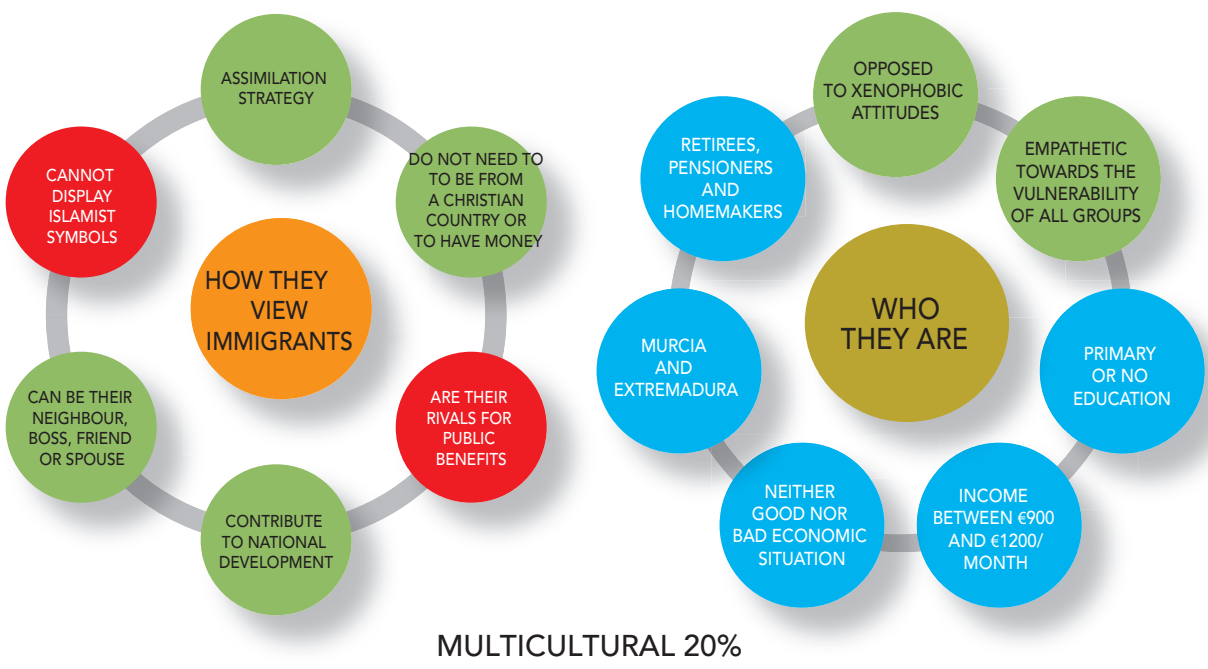 ASSIMILATION
STRATEGY
DO NOT NEED TO
TO BE FROM
A CHRISTIAN
COUNTRY OR
TO HAVE MONEY
ARE THEIR
RIVALS FOR
PUBLIC
BENEFITS
CONTRIBUTE
TO NATIONAL
DEVELOPMENT
CAN BE THEIR
NEIGHBOUR,
BOSS, FRIEND
OR SPOUSE
CANNOT
DISPLAY
ISLAMIST
SYMBOLS
HOW THEY
VIEW
IMMIGRANTS
OPPOSED
TO XENOPHOBIC
ATTITUDES
EMPATHETIC
TOWARDS THE
VULNERABILITY
OF ALL GROUPS
PRIMARY
OR NO
EDUCATION
INCOME
BETWEEN €900
AND €1200/
MONTH
NEITHER
GOOD NOR
BAD ECONOMIC
SITUATION
MURCIA
AND
EXTREMADURA
RETIREES,
PENSIONERS
AND
HOMEMAKERS
WHO
THEY ARE
MULTICULTURAL 20%